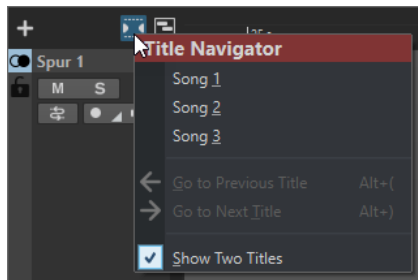 25 s
Title Navigator
Spur 1
Song 1
M S
Song 2
Song 3
Go to Previous Title Alt+(
Go to Next Title Alt+)
Show Two Titles